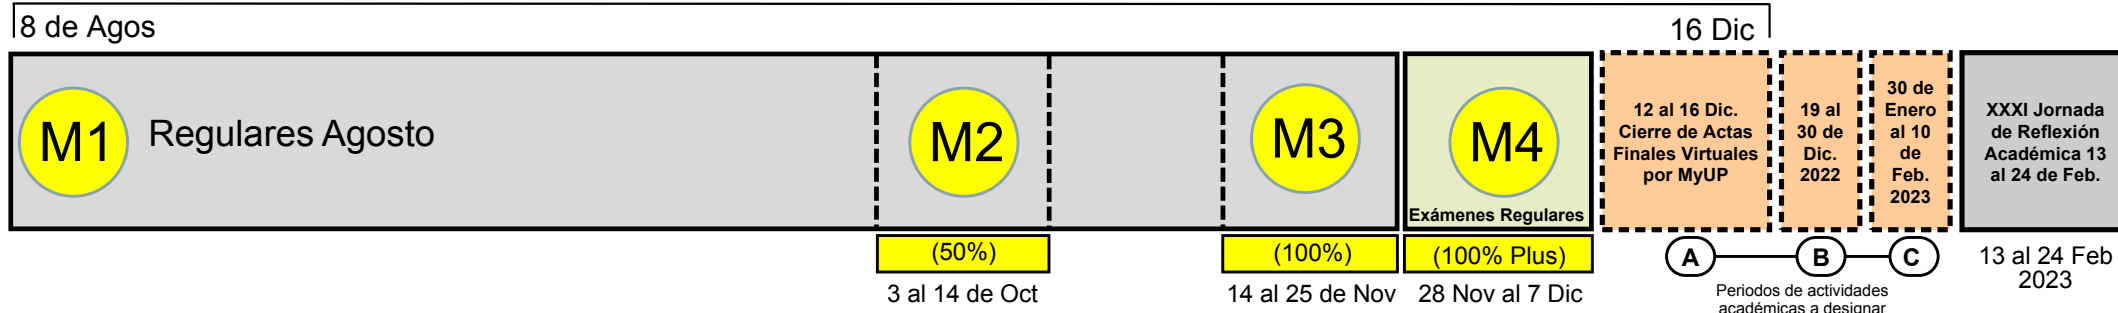 8 de Agos
16 Dic
M1
Regulares Agosto
M2
M3
M4
Exámenes Regulares
12 al 16 Dic.
Cierre de Actas
Finales Virtuales
por MyUP
19 al
30 de
Dic.
2022
30 de
Enero
al 10
de
Feb.
2023
XXXI Jornada
de Reflexión
Académica 13
al 24 de Feb.
(50%)
(100%)
(100% Plus)
A
B
C
3 al 14 de Oct
14 al 25 de Nov
28 Nov al 7 Dic
Periodos de actividades
académicas a designar
13 al 24 Feb
2023